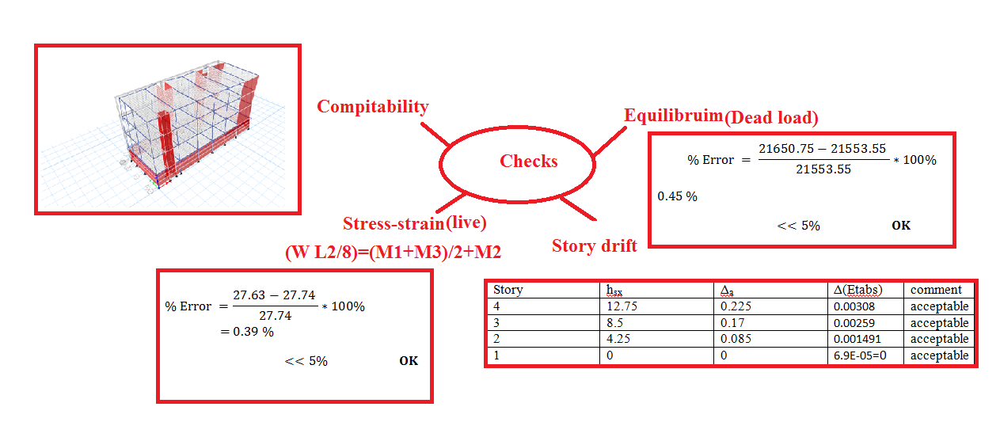 Compitability
Equilibruim(Dead load)
Checks
% Error = (21650.75 − 21553.55) / 21553.55 * 100%
0.45 %
<< 5% OK
Stress-strain(live)
(W L2/8)=(M1+M3)/2+M2
Story drift
% Error = (27.63 − 27.74) / 27.74 * 100%
= 0.39 %
<< 5% OK
Story hsx Δa Δ(Etabs) comment
4 12.75 0.225 0.00308 acceptable
3 8.5 0.17 0.00259 acceptable
2 4.25 0.085 0.001491 acceptable
1 0 0 6.9E-05=0 acceptable